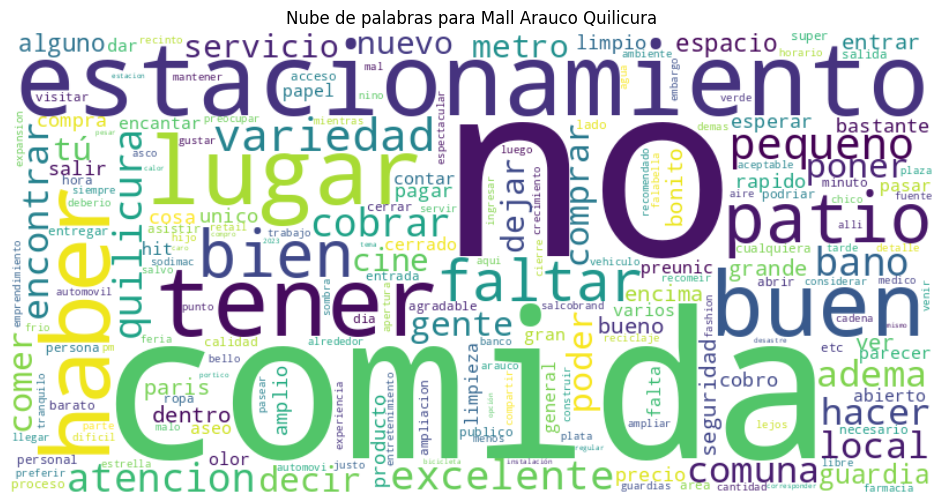 Nube de palabras para Mall Arauco Quilicura
alguno dar recinto servicio nuevo metro limpio espacio super entrar
horario salida
estacion mantener mal acceso ambiente
visitar papel estacionamiento nino agua embargo verde
expansion compra encantar preocupar mientras gustar espectacular lado esperar demas bastante
pesar asco calor variedad luego falabella recomendado aceptable plaza
encontrar tú salir hora siempre deberio entregar
quilicura lugar contar pagar no dejar comprar bonito pequeno poner
rapido podriar minuto pasar
aire chico fuente
cosa unico cerrar servir ingresar crecimiento patio alli
asistir retail trabajo cobrar
haber hit hijo compro cerrado tema aqui cierre preunic cualquiera tarde detalle
sodimac salvo 2023 caro bien cine entrada vehiculo grande bano considerar medico venir
emprendimiento automovil tener faltar encima abrir
frio punto sombra dia apertura agradable salcobrand varios buen cadena mismo
feria gente gran bueno fashion desastre
persona pm calidad alrededor banco reciclaje etc ver
comer tranquilo bello arauco poder falta parecer
barato paris portico pasear comida compartir construir seguridad cobro adema
parte ropa amplio experiencia entretenimiento limpieza opción general abierto
llegar dificil malo dentro ampliacion publico menos ampliar lejos necesario hacer
personal aseo producto plata local
preferir olor justo bicicleta instalación precio area comuna libre
proceso estrella automovi regular guardias cantidad corresponder guardia
atencion decir excelente farmacia